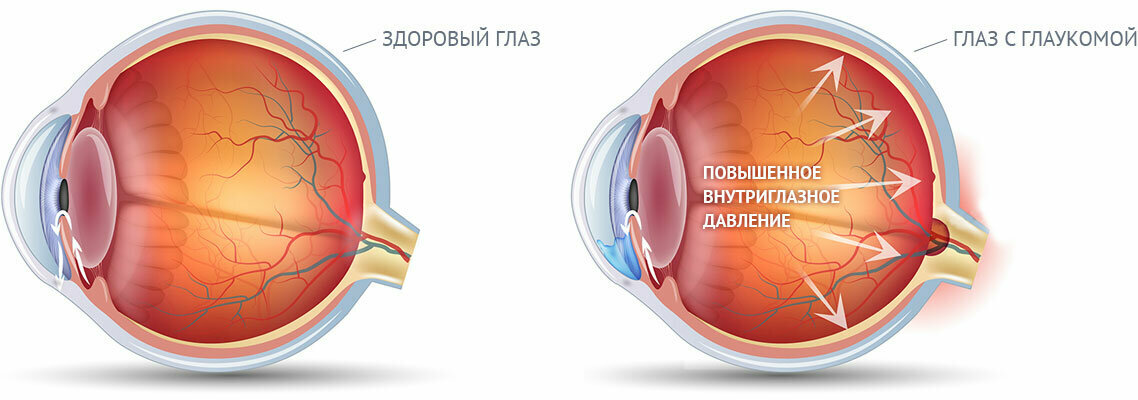 ЗДОРОВЫЙ ГЛАЗ
ГЛАЗ С ГЛАУКОМОЙ
ПОВЫШЕННОЕ
ВНУТРИГЛАЗНОЕ
ДАВЛЕНИЕ